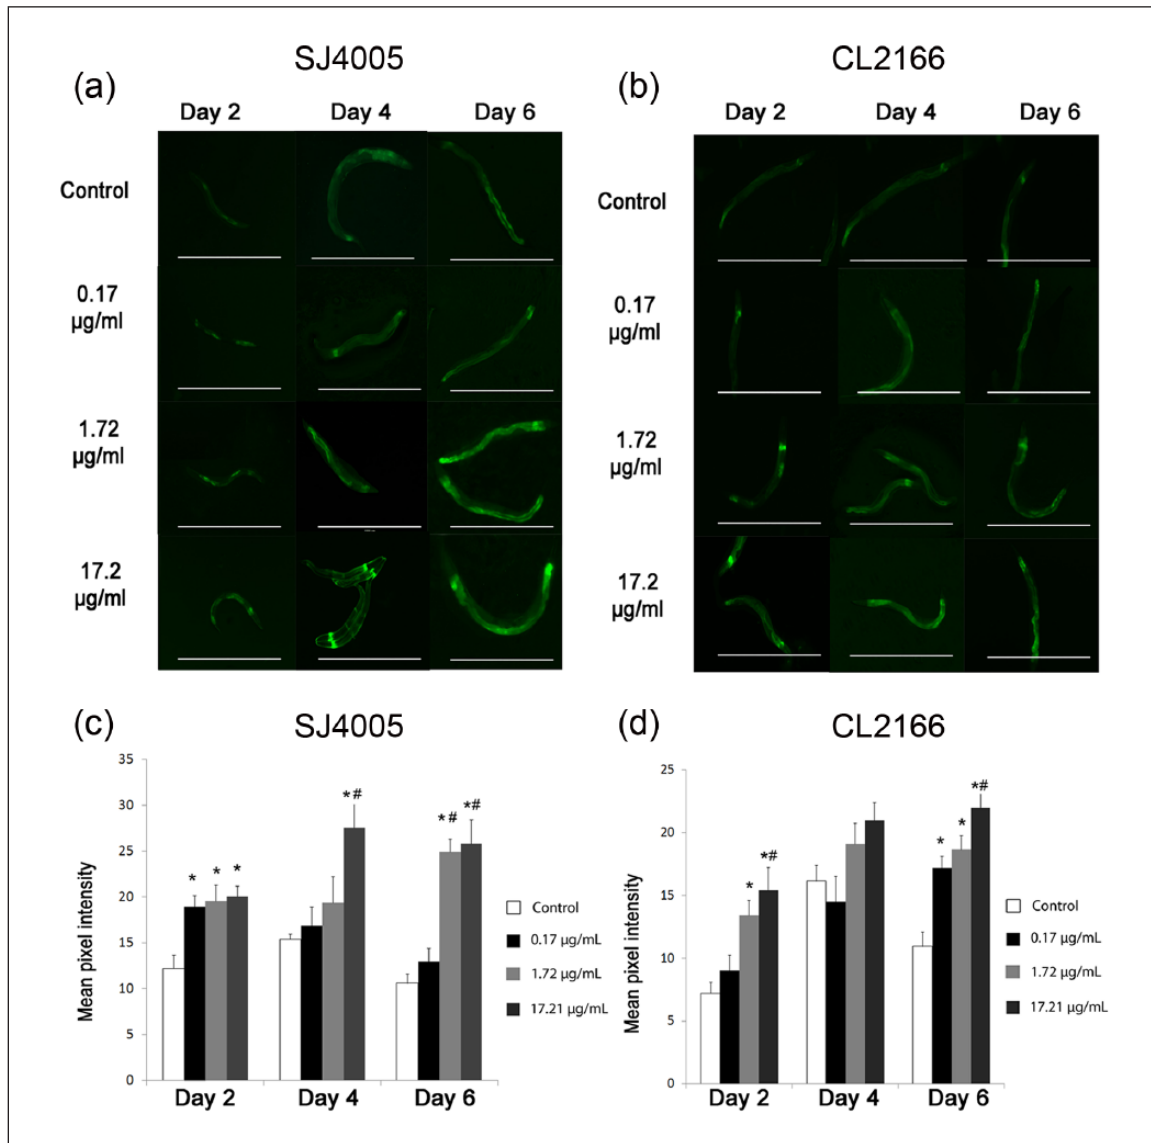 SJ4005
CL2166
(a)
(b)
Day 2
Day 4
Day 6
Day 2
Day 4
Day 6
Control
Control
0.17
µg/ml
0.17
µg/ml
1.72
µg/ml
1.72
µg/ml
17.2
µg/ml
17.2
µg/ml
(c)
SJ4005
(d)
CL2166
Mean pixel intensity
35
30
25
20
15
10
5
0
*
*
*
*#
*#
*#
Day 2
Day 4
Day 6
Control
0.17 µg/mL
1.72 µg/mL
17.21 µg/mL
Mean pixel intensity
25
20
15
10
5
0
*
*#
*
*
*#
Day 2
Day 4
Day 6
Control
0.17 µg/mL
1.72 µg/mL
17.21 µg/mL